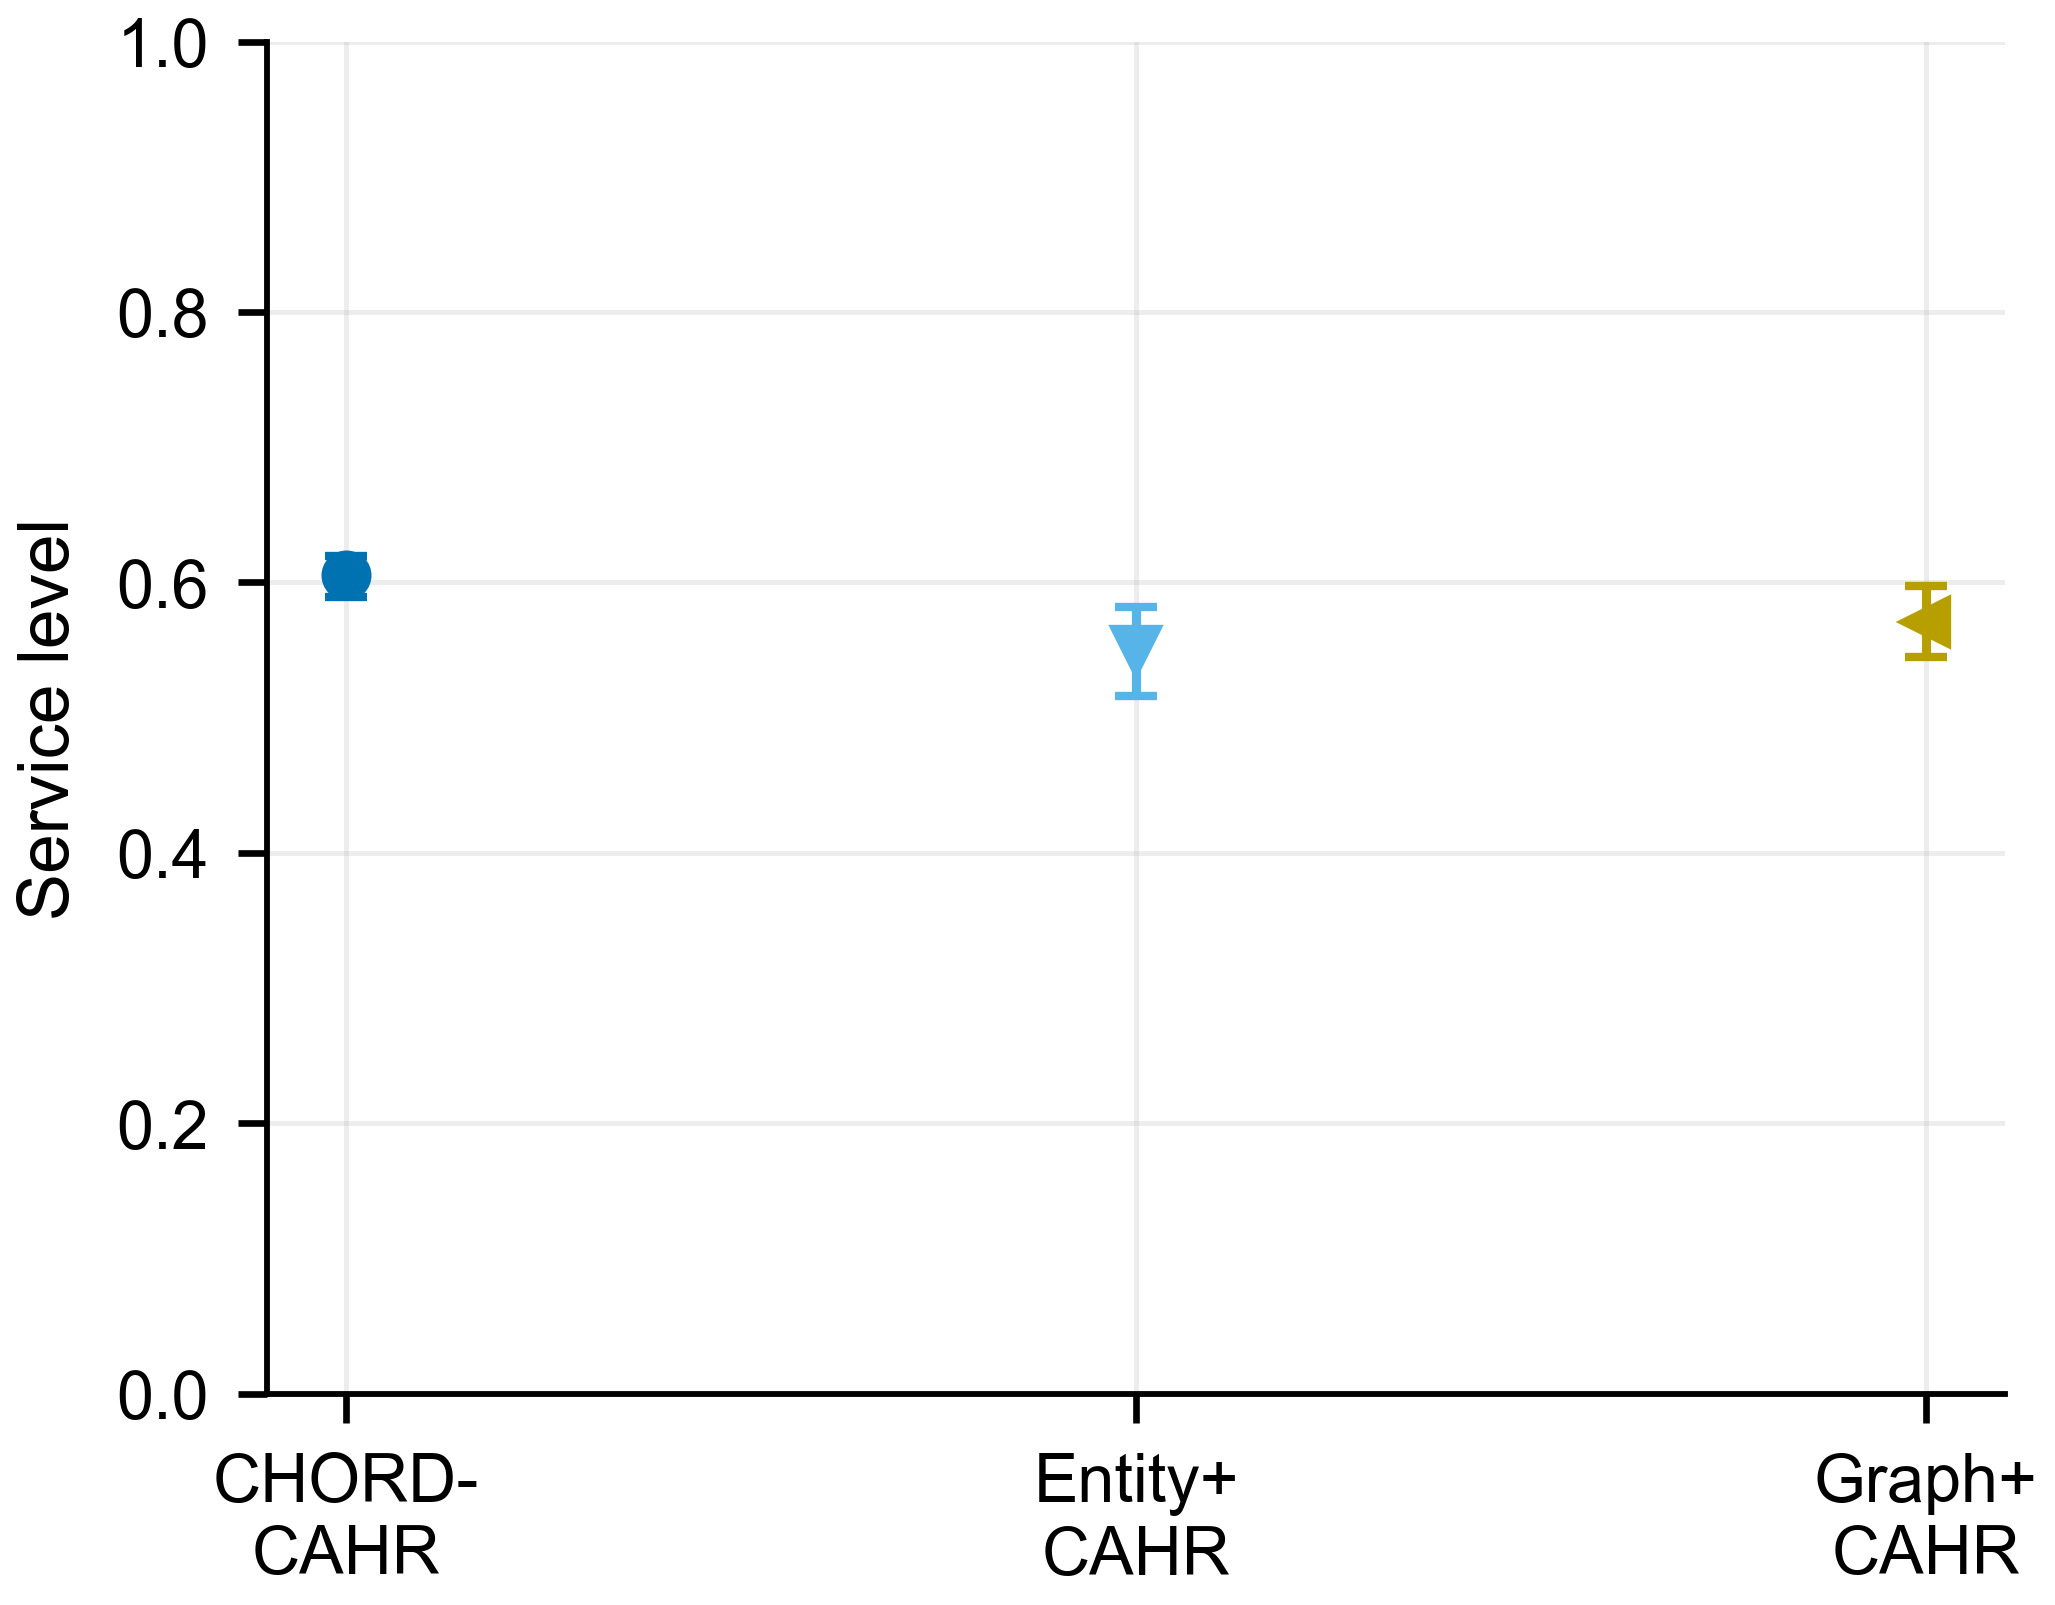 1.0
0.8
0.6
0.4
0.2
0.0
Service level
CHORD-
CAHR
Entity+
CAHR
Graph+
CAHR